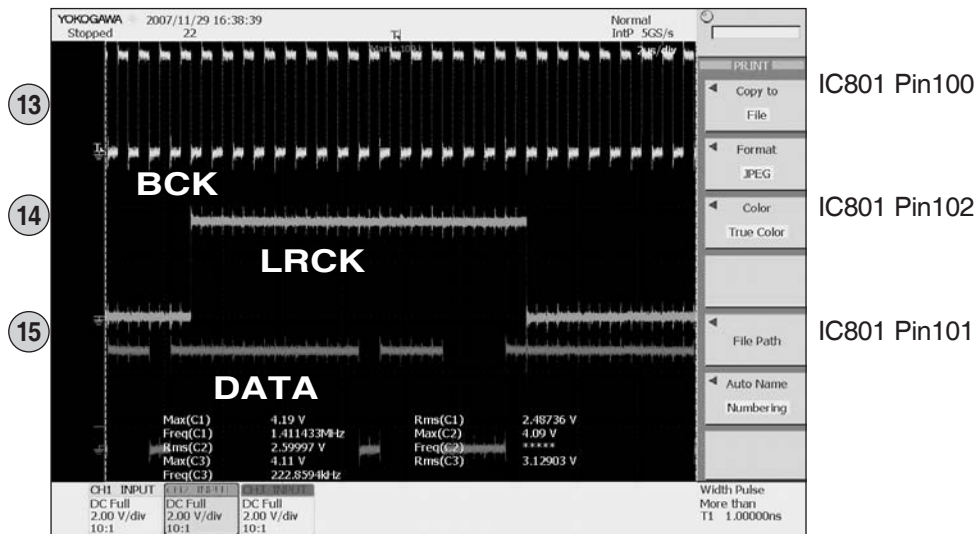 YOKOGAWA 2007/11/29 16:38:39 Normal
Stopped 22 IntP 5GS/s
2us/div
PRINT
13
Copy to
File
IC801 Pin100
Format
JPEG
BCK
14
Color
True Color
IC801 Pin102
LRCK
15
File Path
IC801 Pin101
DATA
Auto Name
Numbering
Max(C1) 4.19 V Rms(C1) 2.48736 V
Freq(C1) 1.411433MHz Max(C2) 4.09 V
Rms(C2) 2.59997 V Freq(C2) *****
Max(C3) 4.11 V Rms(C3) 3.12903 V
Freq(C3) 222.8594kHz
CH1 INPUT CH2 INPUT CH3 INPUT Width Pulse
DC Full DC Full DC Full More than
2.00 V/div 2.00 V/div 2.00 V/div T1 1.00000ns
10:1 10:1 10:1